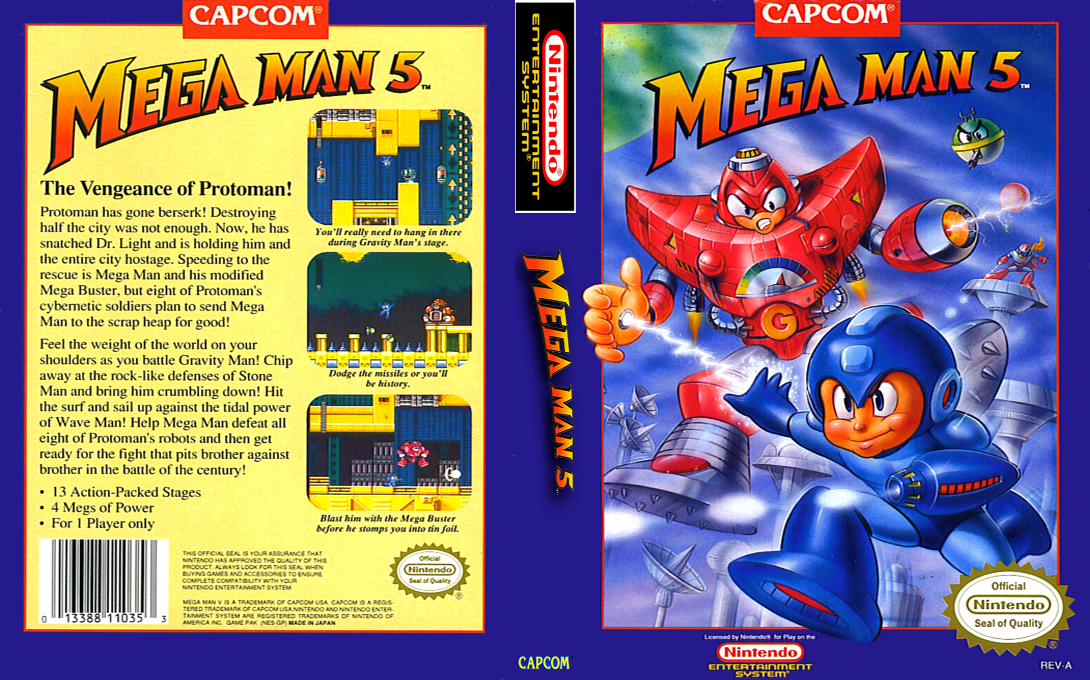 CAPCOM®
MEGA MAN 5™
The Vengeance of Protoman!
Protoman has gone berserk! Destroying
half the city was not enough. Now, he has
snatched Dr. Light and is holding him and
the entire city hostage. Speeding to the
rescue is Mega Man and his modified
Mega Buster, but eight of Protoman's
cybernetic soldiers plan to send Mega
Man to the scrap heap for good!
Feel the weight of the world on your
shoulders as you battle Gravity Man! Chip
away at the rock-like defenses of Stone
Man and bring him crumbling down! Hit
the surf and sail up against the tidal power
of Wave Man! Help Mega Man defeat all
eight of Protoman's robots and then get
ready for the fight that pits brother against
brother in the battle of the century!
• 13 Action-Packed Stages
• 4 Megs of Power
• For 1 Player only
You'll really need to hang in there
during Gravity Man's stage.
Dodge the missiles or you'll
be history.
Blast him with the Mega Buster
before he stomps you into tin foil.
0 13388 11035 3
THIS OFFICIAL SEAL IS YOUR ASSURANCE THAT
NINTENDO HAS APPROVED THE QUALITY OF THIS
PRODUCT. ALWAYS LOOK FOR THIS SEAL WHEN
BUYING GAMES AND ACCESSORIES TO ENSURE
COMPLETE COMPATIBILITY WITH YOUR
NINTENDO ENTERTAINMENT SYSTEM.
MEGA MAN V IS A TRADEMARK OF CAPCOM USA. CAPCOM IS A REGIS-
TERED TRADEMARK OF CAPCOM USA.NINTENDO AND NINTENDO ENTER-
TAINMENT SYSTEM ARE REGISTERED TRADEMARKS OF NINTENDO OF
AMERICA INC. GAME PAK (NES-GP) MADE IN JAPAN
Official
Nintendo
Seal of Quality
®
Nintendo®
ENTERTAINMENT
SYSTEM®
MEGA MAN 5
CAPCOM
CAPCOM®
MEGA MAN 5™
G
Official
Nintendo
Seal of Quality
®
Licensed by Nintendo® for Play on the
Nintendo
ENTERTAINMENT
SYSTEM®
REV-A